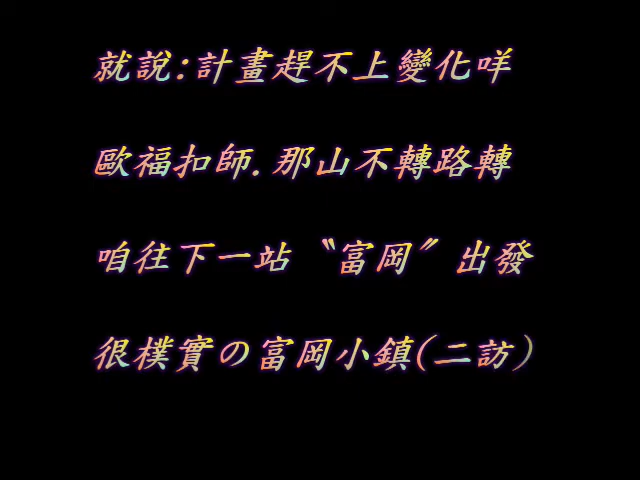 就說:計畫趕不上變化咩
歐福扣師.那山不轉路轉
咱往下一站〝富岡〞出發
很樸實の富岡小鎮(二訪)